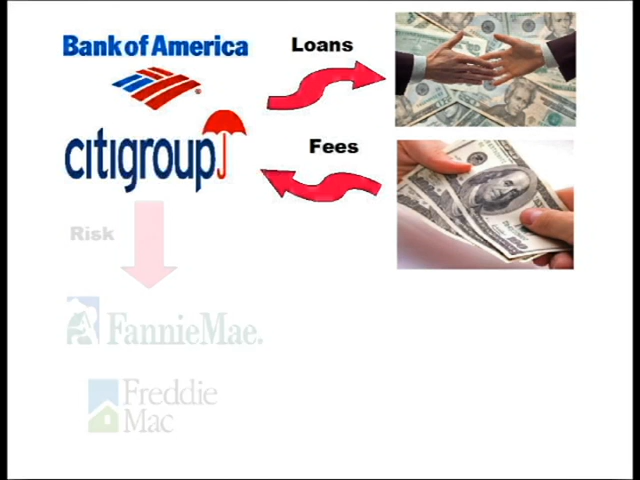 Bank of America
Loans
citigroup
Fees
Risk
FannieMae.
Freddie
Mac